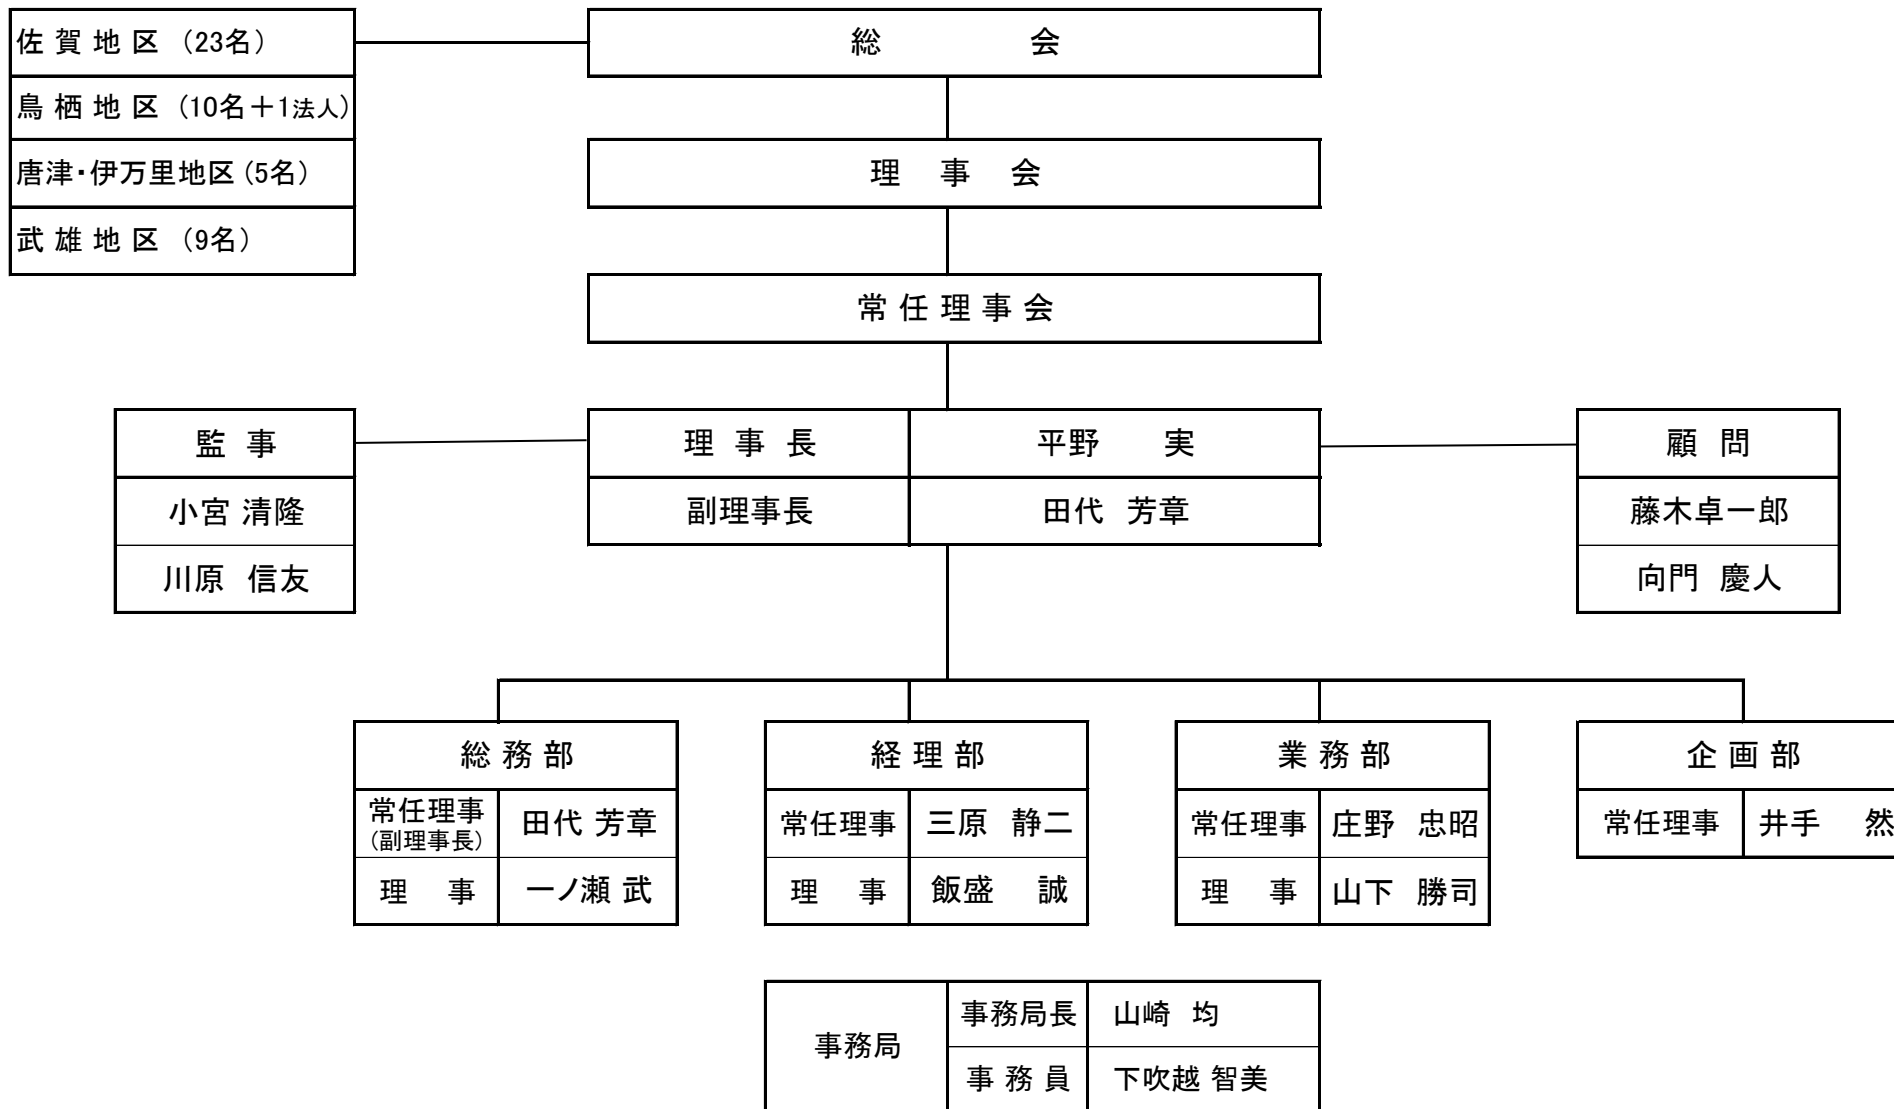 佐賀地区（23名）
総　会
鳥栖地区（10名＋1法人）
唐津・伊万里地区（5名）
理事会
武雄地区（9名）
常任理事会
監事
小宮 清隆
川原 信友
理事長 平野 実
副理事長 田代 芳章
顧問
藤木卓一郎
向門 慶人
総務部
常任理事
(副理事長)
田代 芳章
理事 一ノ瀬 武
経理部
常任理事 三原 静二
理事 飯盛 誠
業務部
常任理事 庄野 忠昭
理事 山下 勝司
企画部
常任理事 井手 然
事務局
事務局長 山崎 均
事務員 下吹越 智美